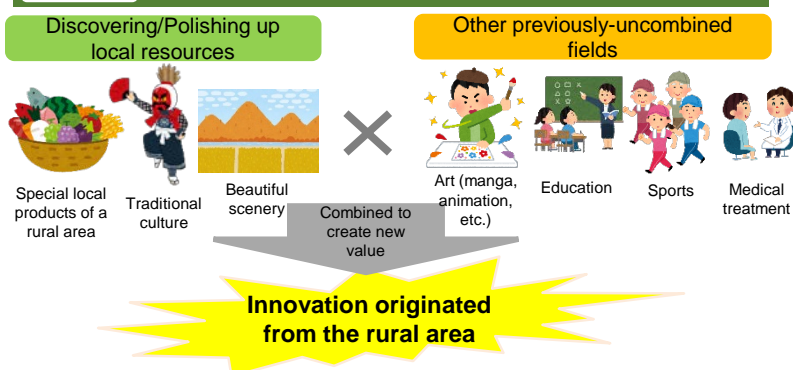 Discovering/Polishing up
local resources
Other previously-uncombined
fields
Special local
products of a
rural area
Traditional
culture
Beautiful
scenery
Art (manga,
animation,
etc.)
Education
Sports
Medical
treatment
Combined to
create new
value
Innovation originated
from the rural area